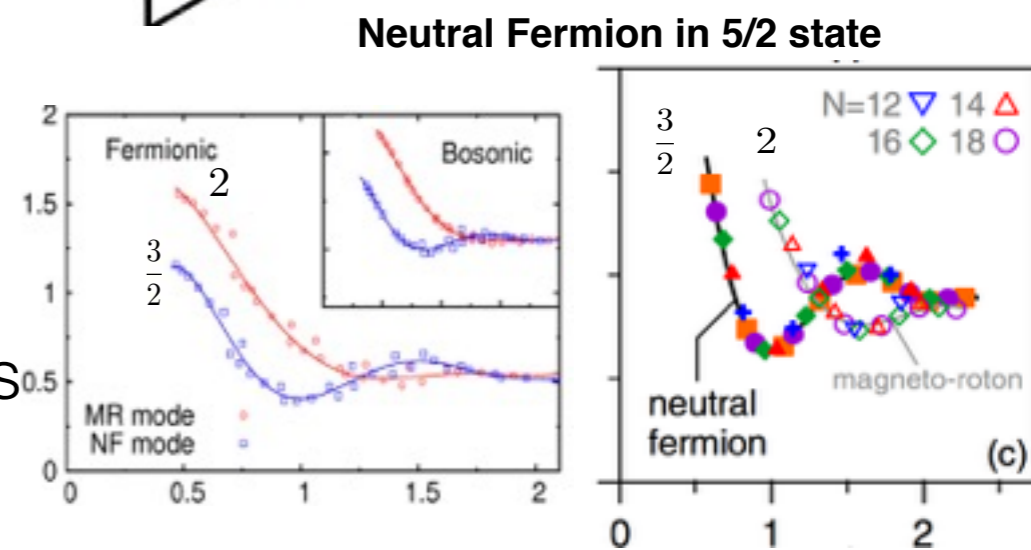 Neutral Fermion in 5/2 state
2
1.5
1
S
0.5
0
Fermionic
2
3/2
Bosonic
MR mode
NF mode
0 0.5 1 1.5 2
3/2
2
N=12 14
16 18
magneto-roton
neutral
fermion
(c)
0 1 2